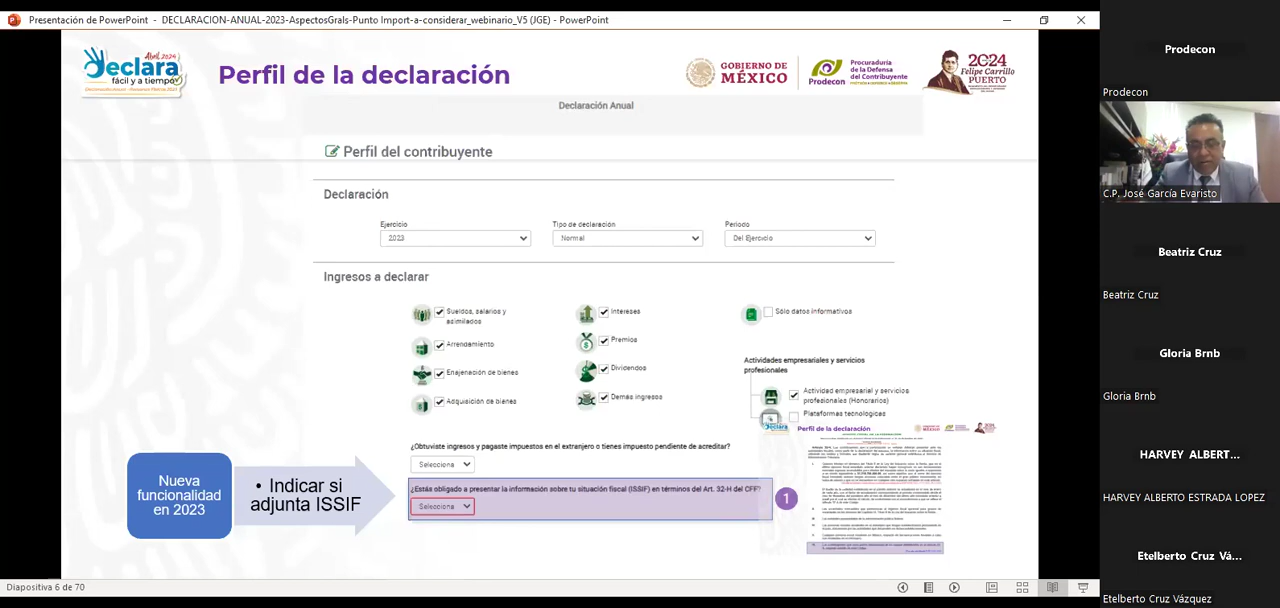 Presentación de PowerPoint - DECLARACION-ANUAL-2023-AspectosGrals-Punto Import-a-considerar_webinario_V5 (JGE) - PowerPoint
Abril 2024
Declara
fácil y a tiempo
Perfil de la declaración
GOBIERNO DE
MÉXICO
Prodecon
Procuraduría
de la Defensa
del Contribuyente
2024
Felipe Carrillo
PUERTO
Declaración Anual
Perfil del contribuyente
Declaración
Ejercicio
2023
Tipo de declaración
Normal
Periodo
Del Ejercicio
Ingresos a declarar
Sueldos, salarios y
asimilados
Arrendamiento
Enajenación de bienes
Adquisición de bienes
Intereses
Premios
Dividendos
Demás ingresos
Sólo datos informativos
Actividades empresariales y servicios
profesionales
Actividad empresarial y servicios
profesionales (Honorarios)
Plataformas tecnológicas
Perfil de la declaración
¿Obtuviste ingresos y pagaste impuestos en el extranjero o tienes impuesto pendiente de acreditar?
Selecciona
¿Estás obligado a presentar la información sobre tu situación fiscal (ISSIF) en términos del Art. 32-H del CFF?
Selecciona
1
Nueva
funcionalidad
en 2023
• Indicar si
adjunta ISSIF
Diapositiva 6 de 70
Prodecon
Prodecon
C.P. José García Evaristo
Beatriz Cruz
Beatriz Cruz
Gloria Brnb
Gloria Brnb
HARVEY ALBERT...
HARVEY ALBERTO ESTRADA LOPEZ
Etelberto Cruz Vá...
Etelberto Cruz Vázquez